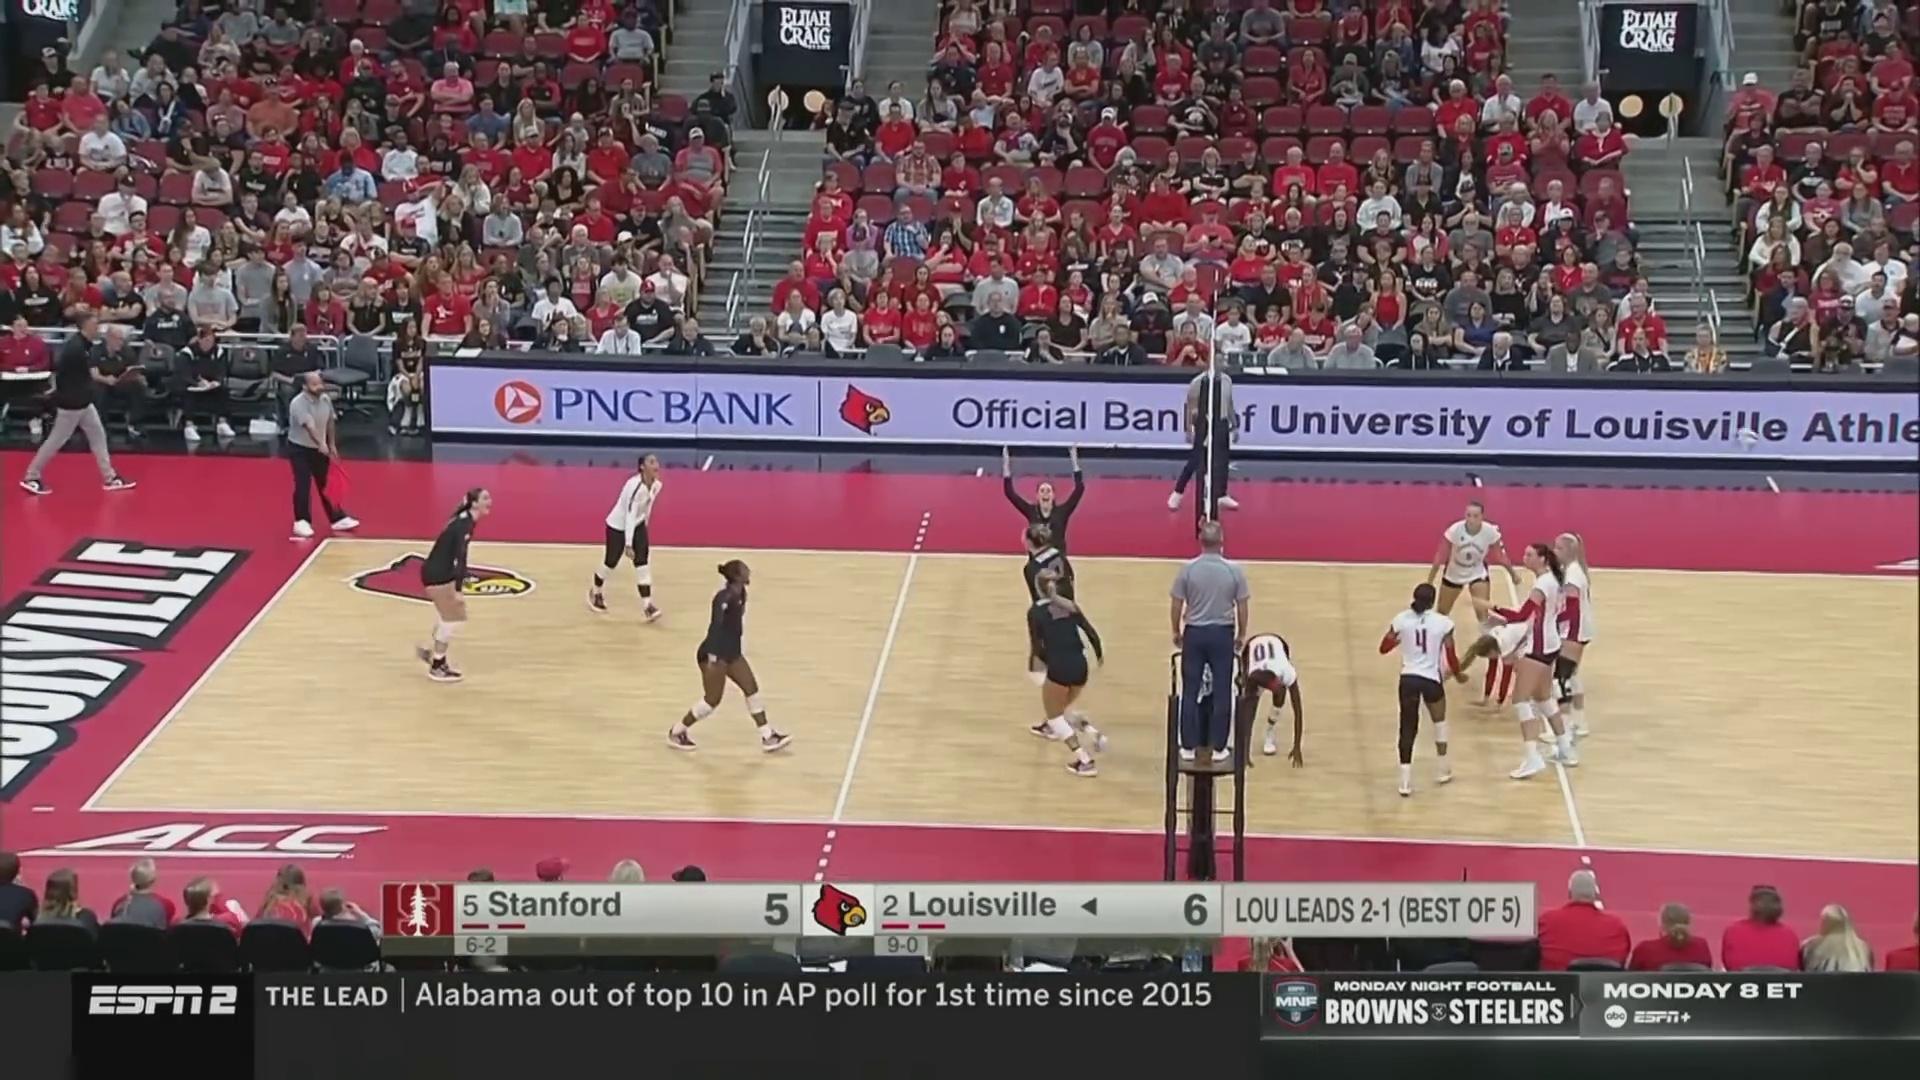 CRAIG
ELIJAH
CRAIG
ELIJAH
CRAIG
PNC BANK
Official Bank of University of Louisville Athle
01
4
LOUISVILLE
ACC
S
5 Stanford 5
6-2
2 Louisville 6
9-0
LOU LEADS 2-1 (BEST OF 5)
ESPN2
THE LEAD | Alabama out of top 10 in AP poll for 1st time since 2015
ESPN
MNF
MONDAY NIGHT FOOTBALL
BROWNS STEELERS
MONDAY 8 ET
abc ESPN+